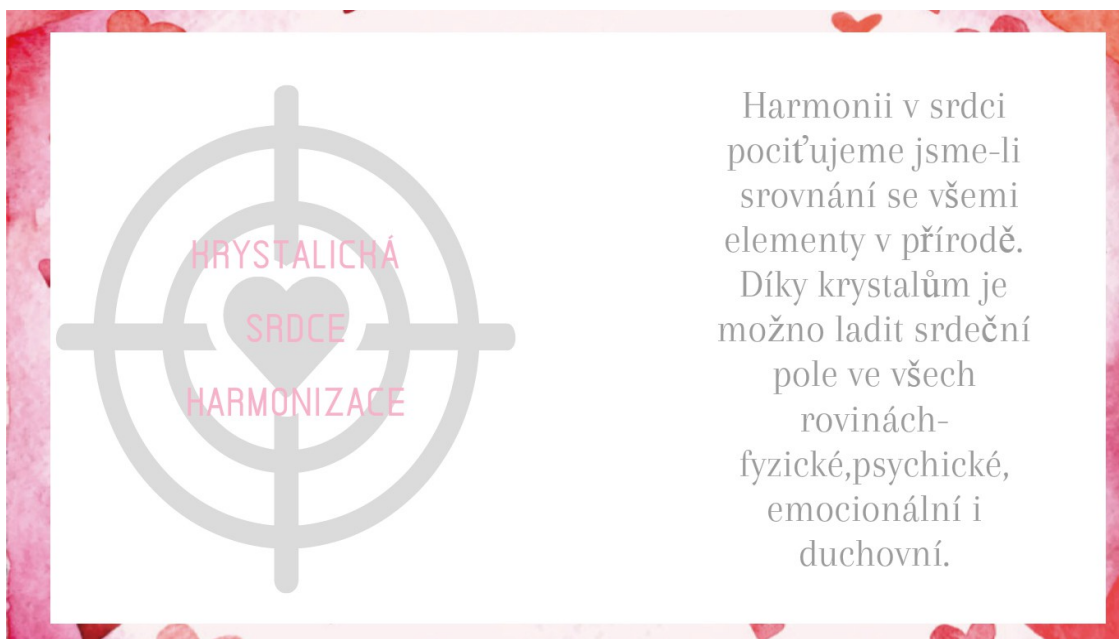 KRYSTALICKÁ
SRDCE
HARMONIZACE
Harmonii v srdci
pociťujeme jsme-li
srovnání se všemi
elementy v přírodě.
Díky krystalům je
možno ladit srdeční
pole ve všech
rovinách-
fyzické,psychické,
emocionální i
duchovní.